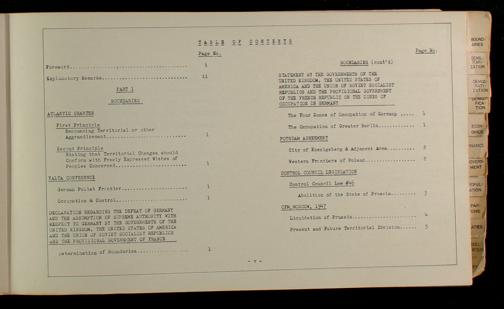 TABLE OF CONTENTS
Page No.
Foreword 1
Explanatory Remarks 11
PART I
BOUNDARIES
ATLANTIC CHARTER
First Principle
Renouncing Territorial or other
Aggrandizement 1
Second Principle
Stating that Territorial Changes should
Conform with Freely Expressed Wishes of
Peoples Concerned 1
YALTA CONFERENCE
German Polish Frontier 1
Occupation & Control 1
DECLARATION REGARDING THE DEFEAT OF GERMANY
AND THE ASSUMPTION OF SUPREME AUTHORITY WITH
RESPECT TO GERMANY BY THE GOVERNMENTS OF THE
UNITED KINGDOM, THE UNITED STATES OF AMERICA
AND THE UNION OF SOVIET SOCIALIST REPUBLICS
AND THE PROVISIONAL GOVERNMENT OF FRANCE
Determination of Boundaries 1
Page No.
BOUNDARIES (cont'd)
STATEMENT BY THE GOVERNMENTS OF THE
UNITED KINGDOM, THE UNITED STATES OF
AMERICA AND THE UNION OF SOVIET SOCIALIST
REPUBLICS AND THE PROVISIONAL GOVERNMENT
OF THE FRENCH REPUBLIC ON THE ZONES OF
OCCUPATION IN GERMANY
The Four Zones of Occupation of Germany 1
The Occupation of Greater Berlin 1
POTSDAM AGREEMENT
City of Koenigsberg & Adjacent Area 2
Western Frontiers of Poland 2
CONTROL COUNCIL LEGISLATION
Control Council Law #46
Abolition of the State of Prussia 3
CFM, MOSCOW, 1947
Liquidation of Prussia 4
Present and Future Territorial Division 5
- v -
BOUND-
ARIES